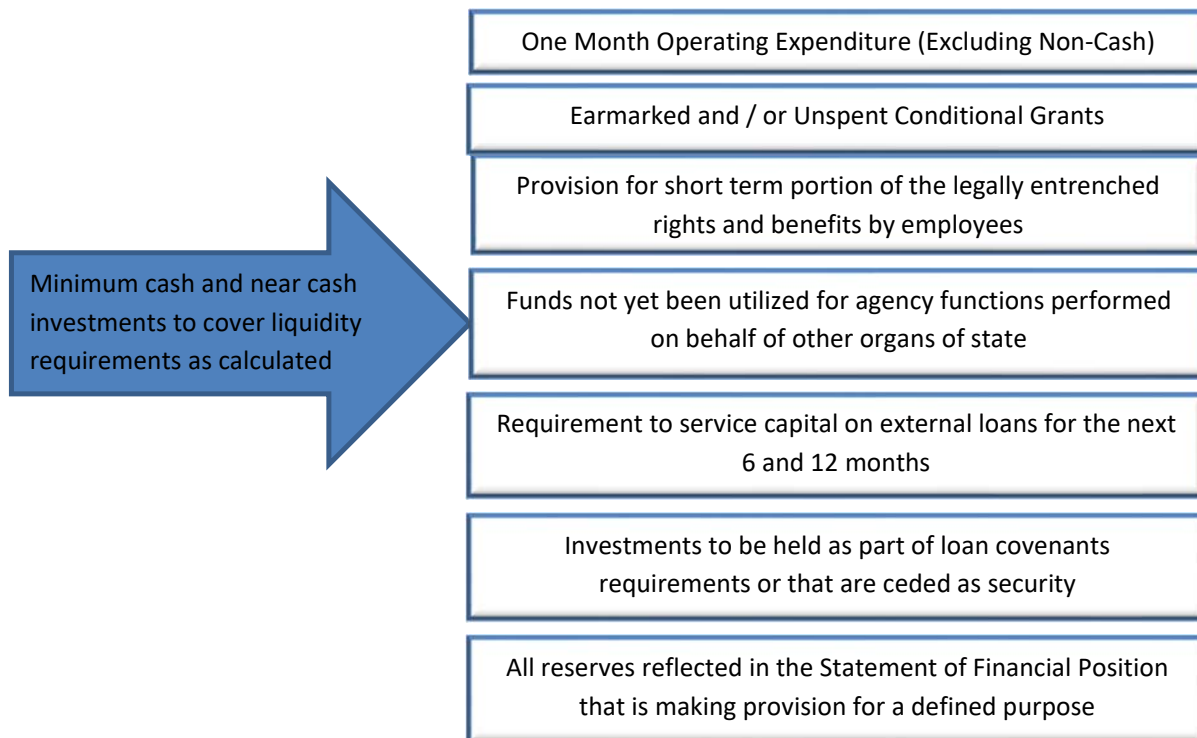 One Month Operating Expenditure (Excluding Non-Cash)
Earmarked and / or Unspent Conditional Grants
Provision for short term portion of the legally entrenched
rights and benefits by employees
Minimum cash and near cash
investments to cover liquidity
requirements as calculated
Funds not yet been utilized for agency functions performed
on behalf of other organs of state
Requirement to service capital on external loans for the next
6 and 12 months
Investments to be held as part of loan covenants
requirements or that are ceded as security
All reserves reflected in the Statement of Financial Position
that is making provision for a defined purpose